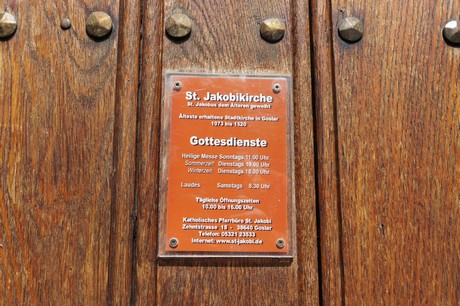 St. Jakobikirche
St. Jakobus dem Älteren geweiht
Älteste erhaltene Stadtkirche in Goslar
1073 bis 1520
Gottesdienste
Heilige Messe Sonntags 11.00 Uhr
Sommerzeit Dienstags 19.00 Uhr
Winterzeit Dienstags 18.00 Uhr
Laudes Samstags 8.30 Uhr
Tägliche Öffnungszeiten
10.00 bis 16.00 Uhr
Katholisches Pfarrbüro St. Jakobi
Zehntstrasse 18 - 38640 Goslar
Telefon: 05321 23533
Internet: www.st-jakobi.de